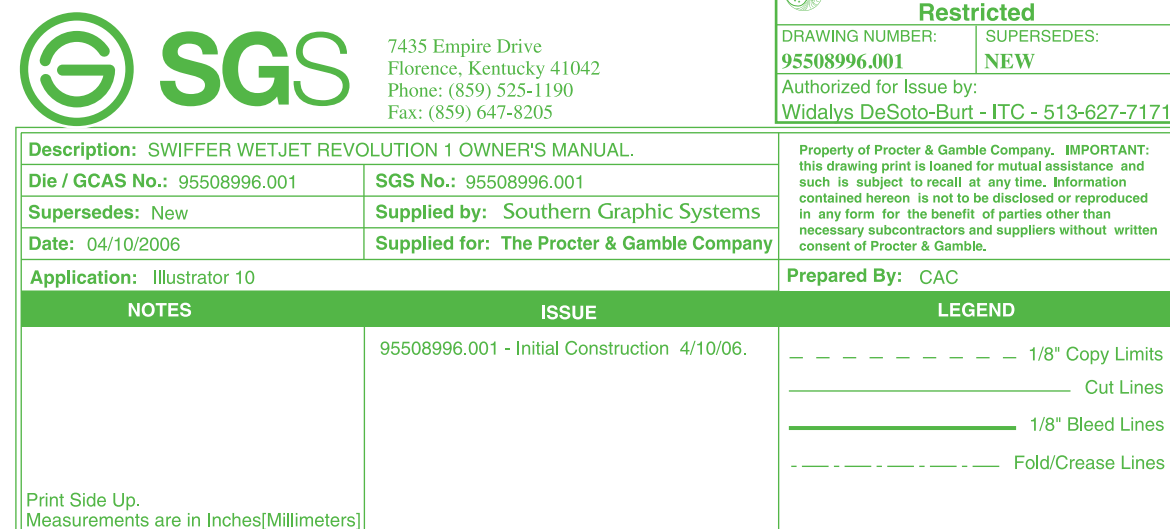 SGS
7435 Empire Drive
Florence, Kentucky 41042
Phone: (859) 525-1190
Fax: (859) 647-8205
Restricted
DRAWING NUMBER:
95508996.001
SUPERSEDES:
NEW
Authorized for Issue by:
Widalys DeSoto-Burt - ITC - 513-627-7171
Description: SWIFFER WETJET REVOLUTION 1 OWNER'S MANUAL.
Die / GCAS No.: 95508996.001
SGS No.: 95508996.001
Supersedes: New
Supplied by: Southern Graphic Systems
Date: 04/10/2006
Supplied for: The Procter & Gamble Company
Application: Illustrator 10
Property of Procter & Gamble Company. IMPORTANT:
this drawing print is loaned for mutual assistance and
such is subject to recall at any time. Information
contained hereon is not to be disclosed or reproduced
in any form for the benefit of parties other than
necessary subcontractors and suppliers without written
consent of Procter & Gamble.
Prepared By: CAC
NOTES
Print Side Up.
Measurements are in Inches[Millimeters]
ISSUE
95508996.001 - Initial Construction 4/10/06.
LEGEND
1/8" Copy Limits
Cut Lines
1/8" Bleed Lines
Fold/Crease Lines